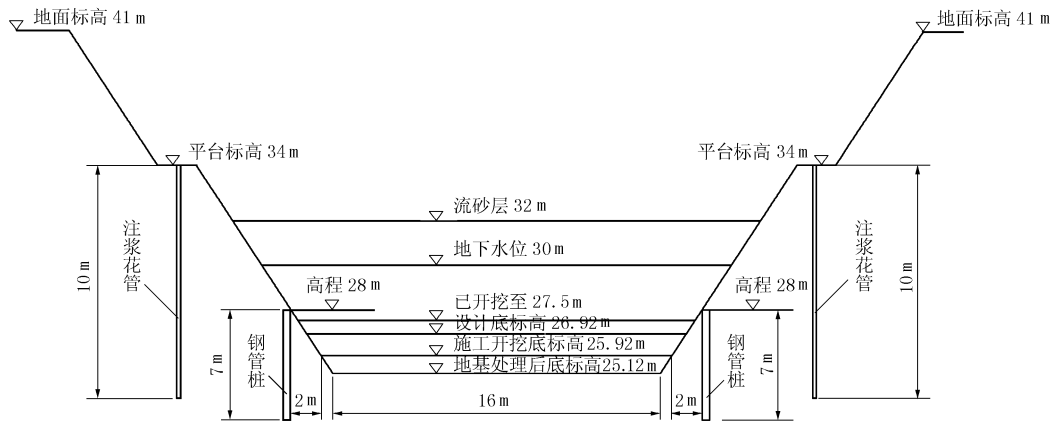 地面标高 41 m
地面标高 41 m
平台标高 34 m
平台标高 34 m
流砂层 32 m
注浆花管
注浆花管
地下水位 30 m
10 m
10 m
高程 28 m
高程 28 m
已开挖至 27.5 m
设计底标高 26.92 m
施工开挖底标高 25.92 m
地基处理后底标高 25.12 m
钢管桩
钢管桩
7 m
7 m
2 m
16 m
2 m